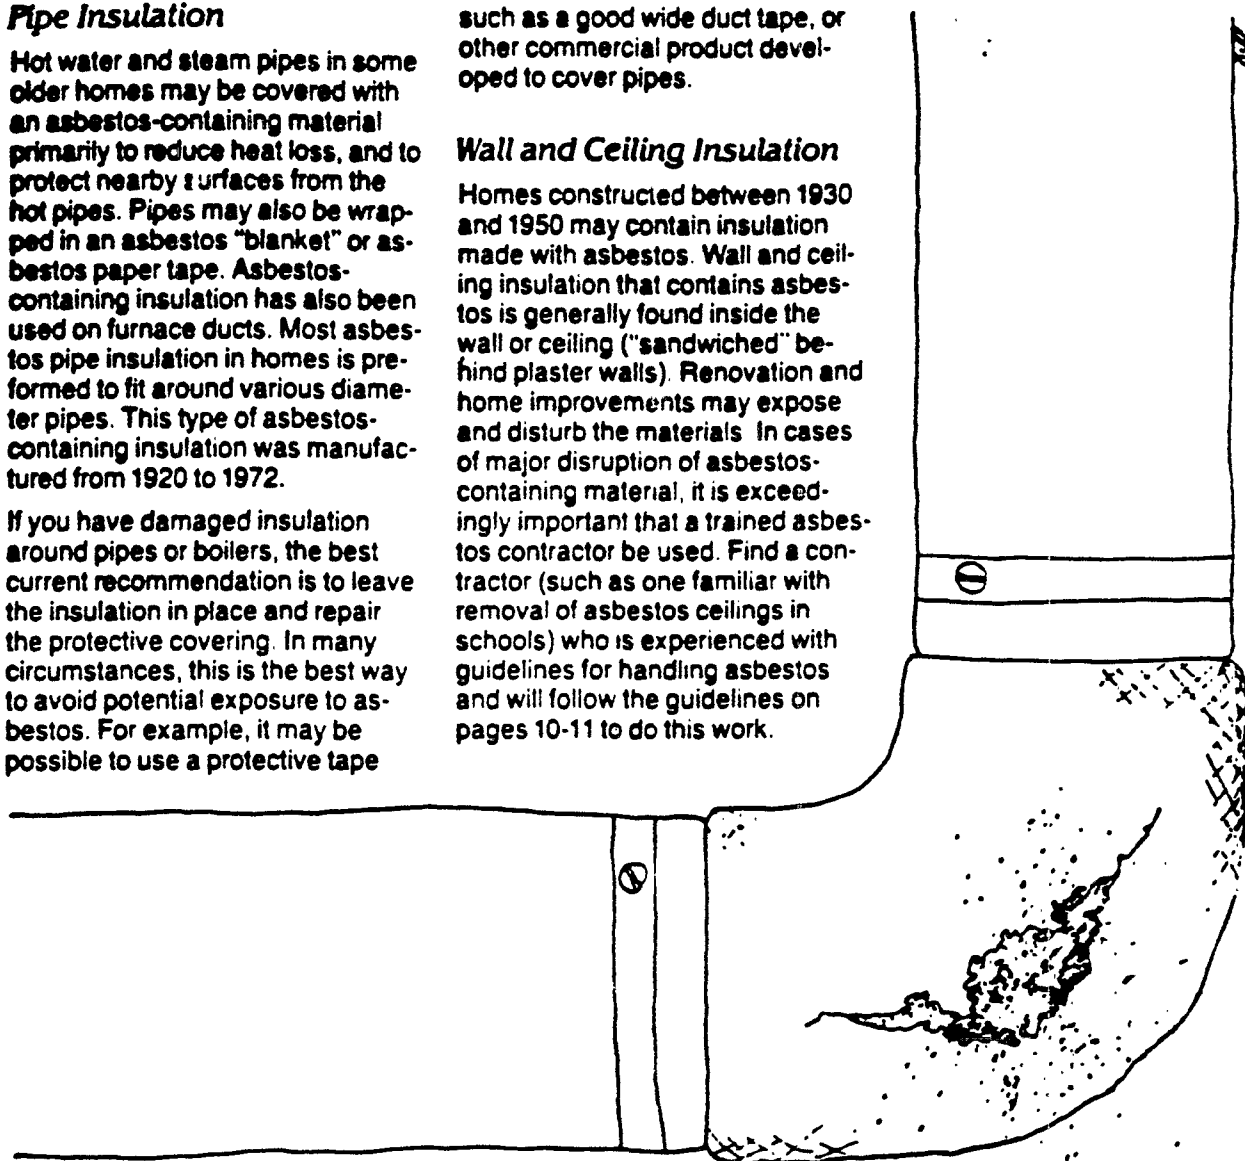 Pipe Insulation
Hot water and steam pipes in some
older homes may be covered with
an asbestos-containing material
primarily to reduce heat loss, and to
protect nearby surfaces from the
hot pipes. Pipes may also be wrap-
ped in an asbestos "blanket" or as-
bestos paper tape. Asbestos-
containing insulation has also been
used on furnace ducts. Most asbes-
tos pipe insulation in homes is pre-
formed to fit around various diame-
ter pipes. This type of asbestos-
containing insulation was manufac-
tured from 1920 to 1972.
If you have damaged insulation
around pipes or boilers, the best
current recommendation is to leave
the insulation in place and repair
the protective covering. In many
circumstances, this is the best way
to avoid potential exposure to as-
bestos. For example, it may be
possible to use a protective tape
such as a good wide duct tape, or
other commercial product devel-
oped to cover pipes.
Wall and Ceiling Insulation
Homes constructed between 1930
and 1950 may contain insulation
made with asbestos. Wall and ceil-
ing insulation that contains asbes-
tos is generally found inside the
wall or ceiling ("sandwiched" be-
hind plaster walls). Renovation and
home improvements may expose
and disturb the materials In cases
of major disruption of asbestos-
containing material, it is exceed-
ingly important that a trained asbes-
tos contractor be used. Find a con-
tractor (such as one familiar with
removal of asbestos ceilings in
schools) who is experienced with
guidelines for handling asbestos
and will follow the guidelines on
pages 10-11 to do this work.